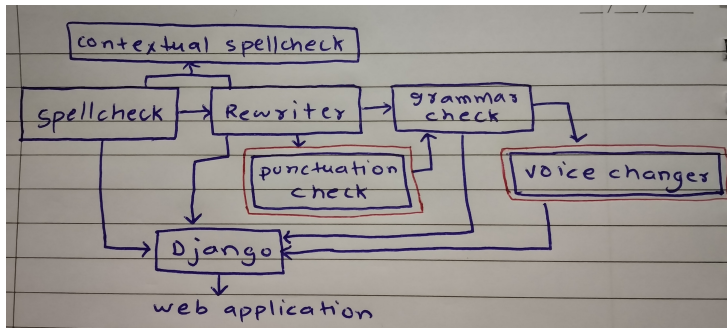 contextual spellcheck
spellcheck
Rewriter
grammar
check
punctuation
check
voice changer
Django
web application